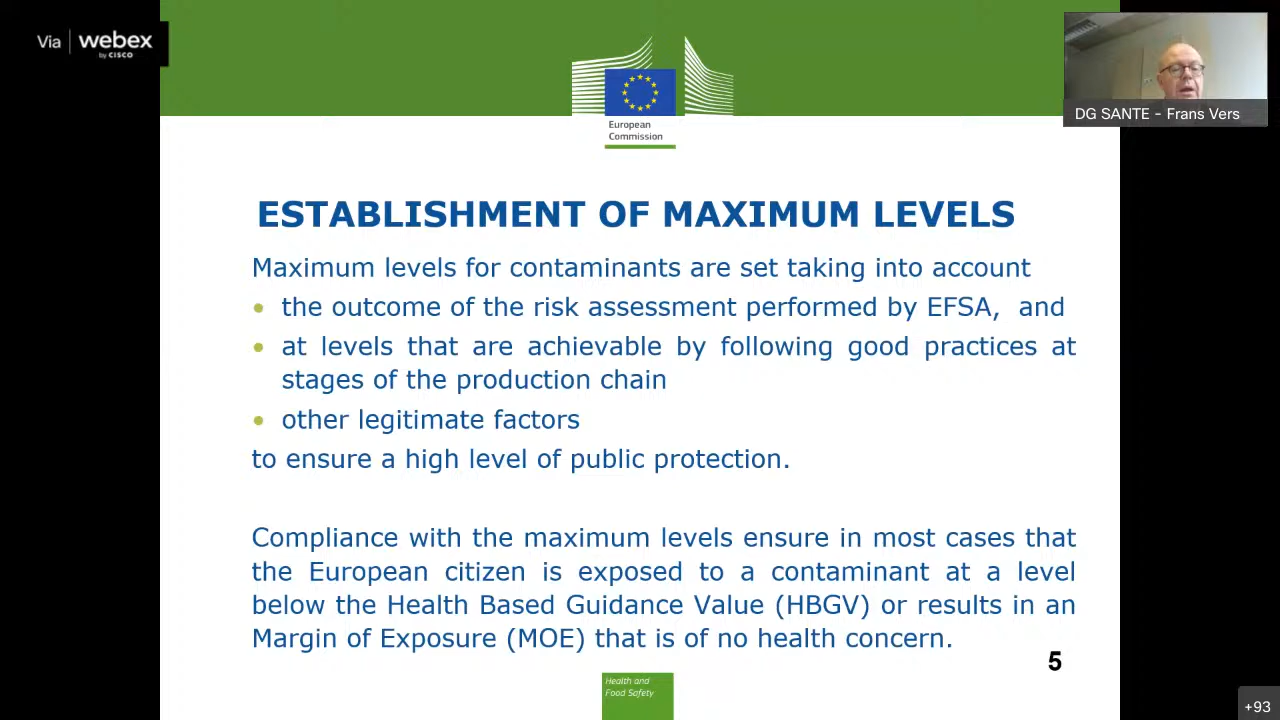 Via webex
by CISCO
DG SANTE - Frans Vers
European
Commission
ESTABLISHMENT OF MAXIMUM LEVELS
Maximum levels for contaminants are set taking into account
• the outcome of the risk assessment performed by EFSA, and
• at levels that are achievable by following good practices at
stages of the production chain
• other legitimate factors
to ensure a high level of public protection.
Compliance with the maximum levels ensure in most cases that
the European citizen is exposed to a contaminant at a level
below the Health Based Guidance Value (HBGV) or results in an
Margin of Exposure (MOE) that is of no health concern.
5
Health and
Food Safety
+93